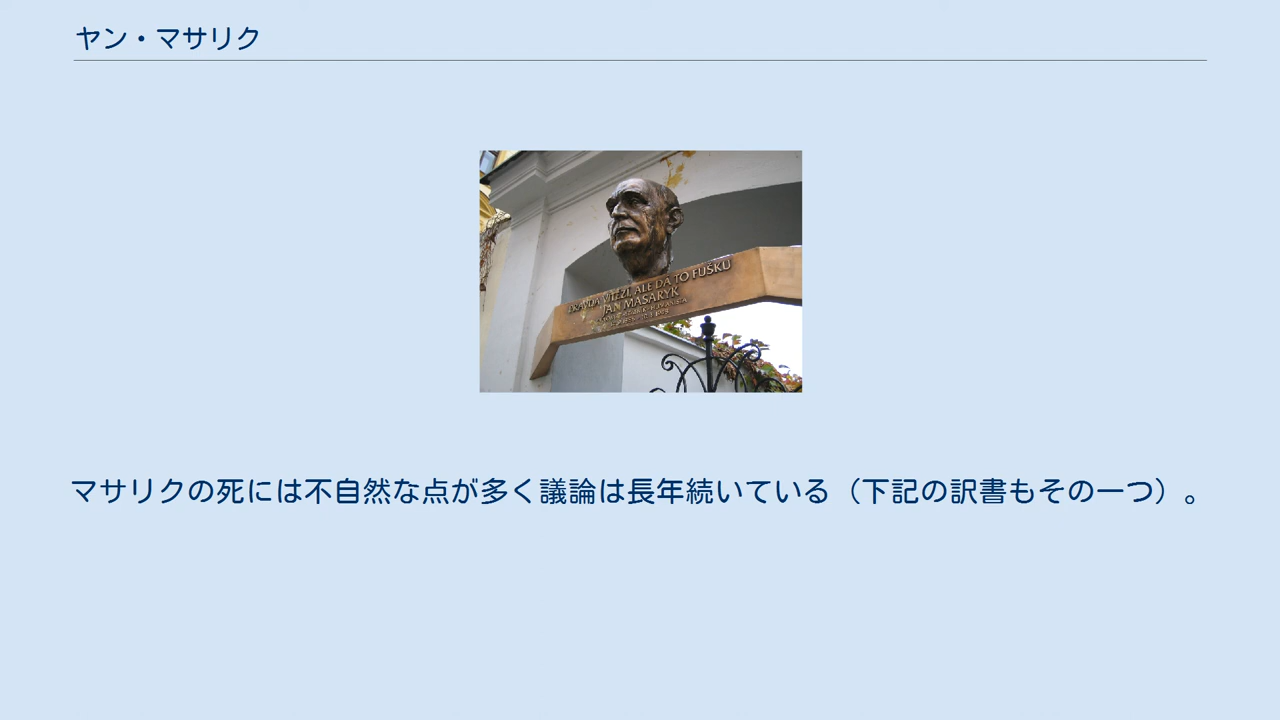 ヤン・マサリク
PRAVDA VÍTĚZÍ, ALE DÁ TO FUŠKU
JAN MASARYK
マサリクの死には不自然な点が多く議論は長年続いている（下記の訳書もその一つ）。